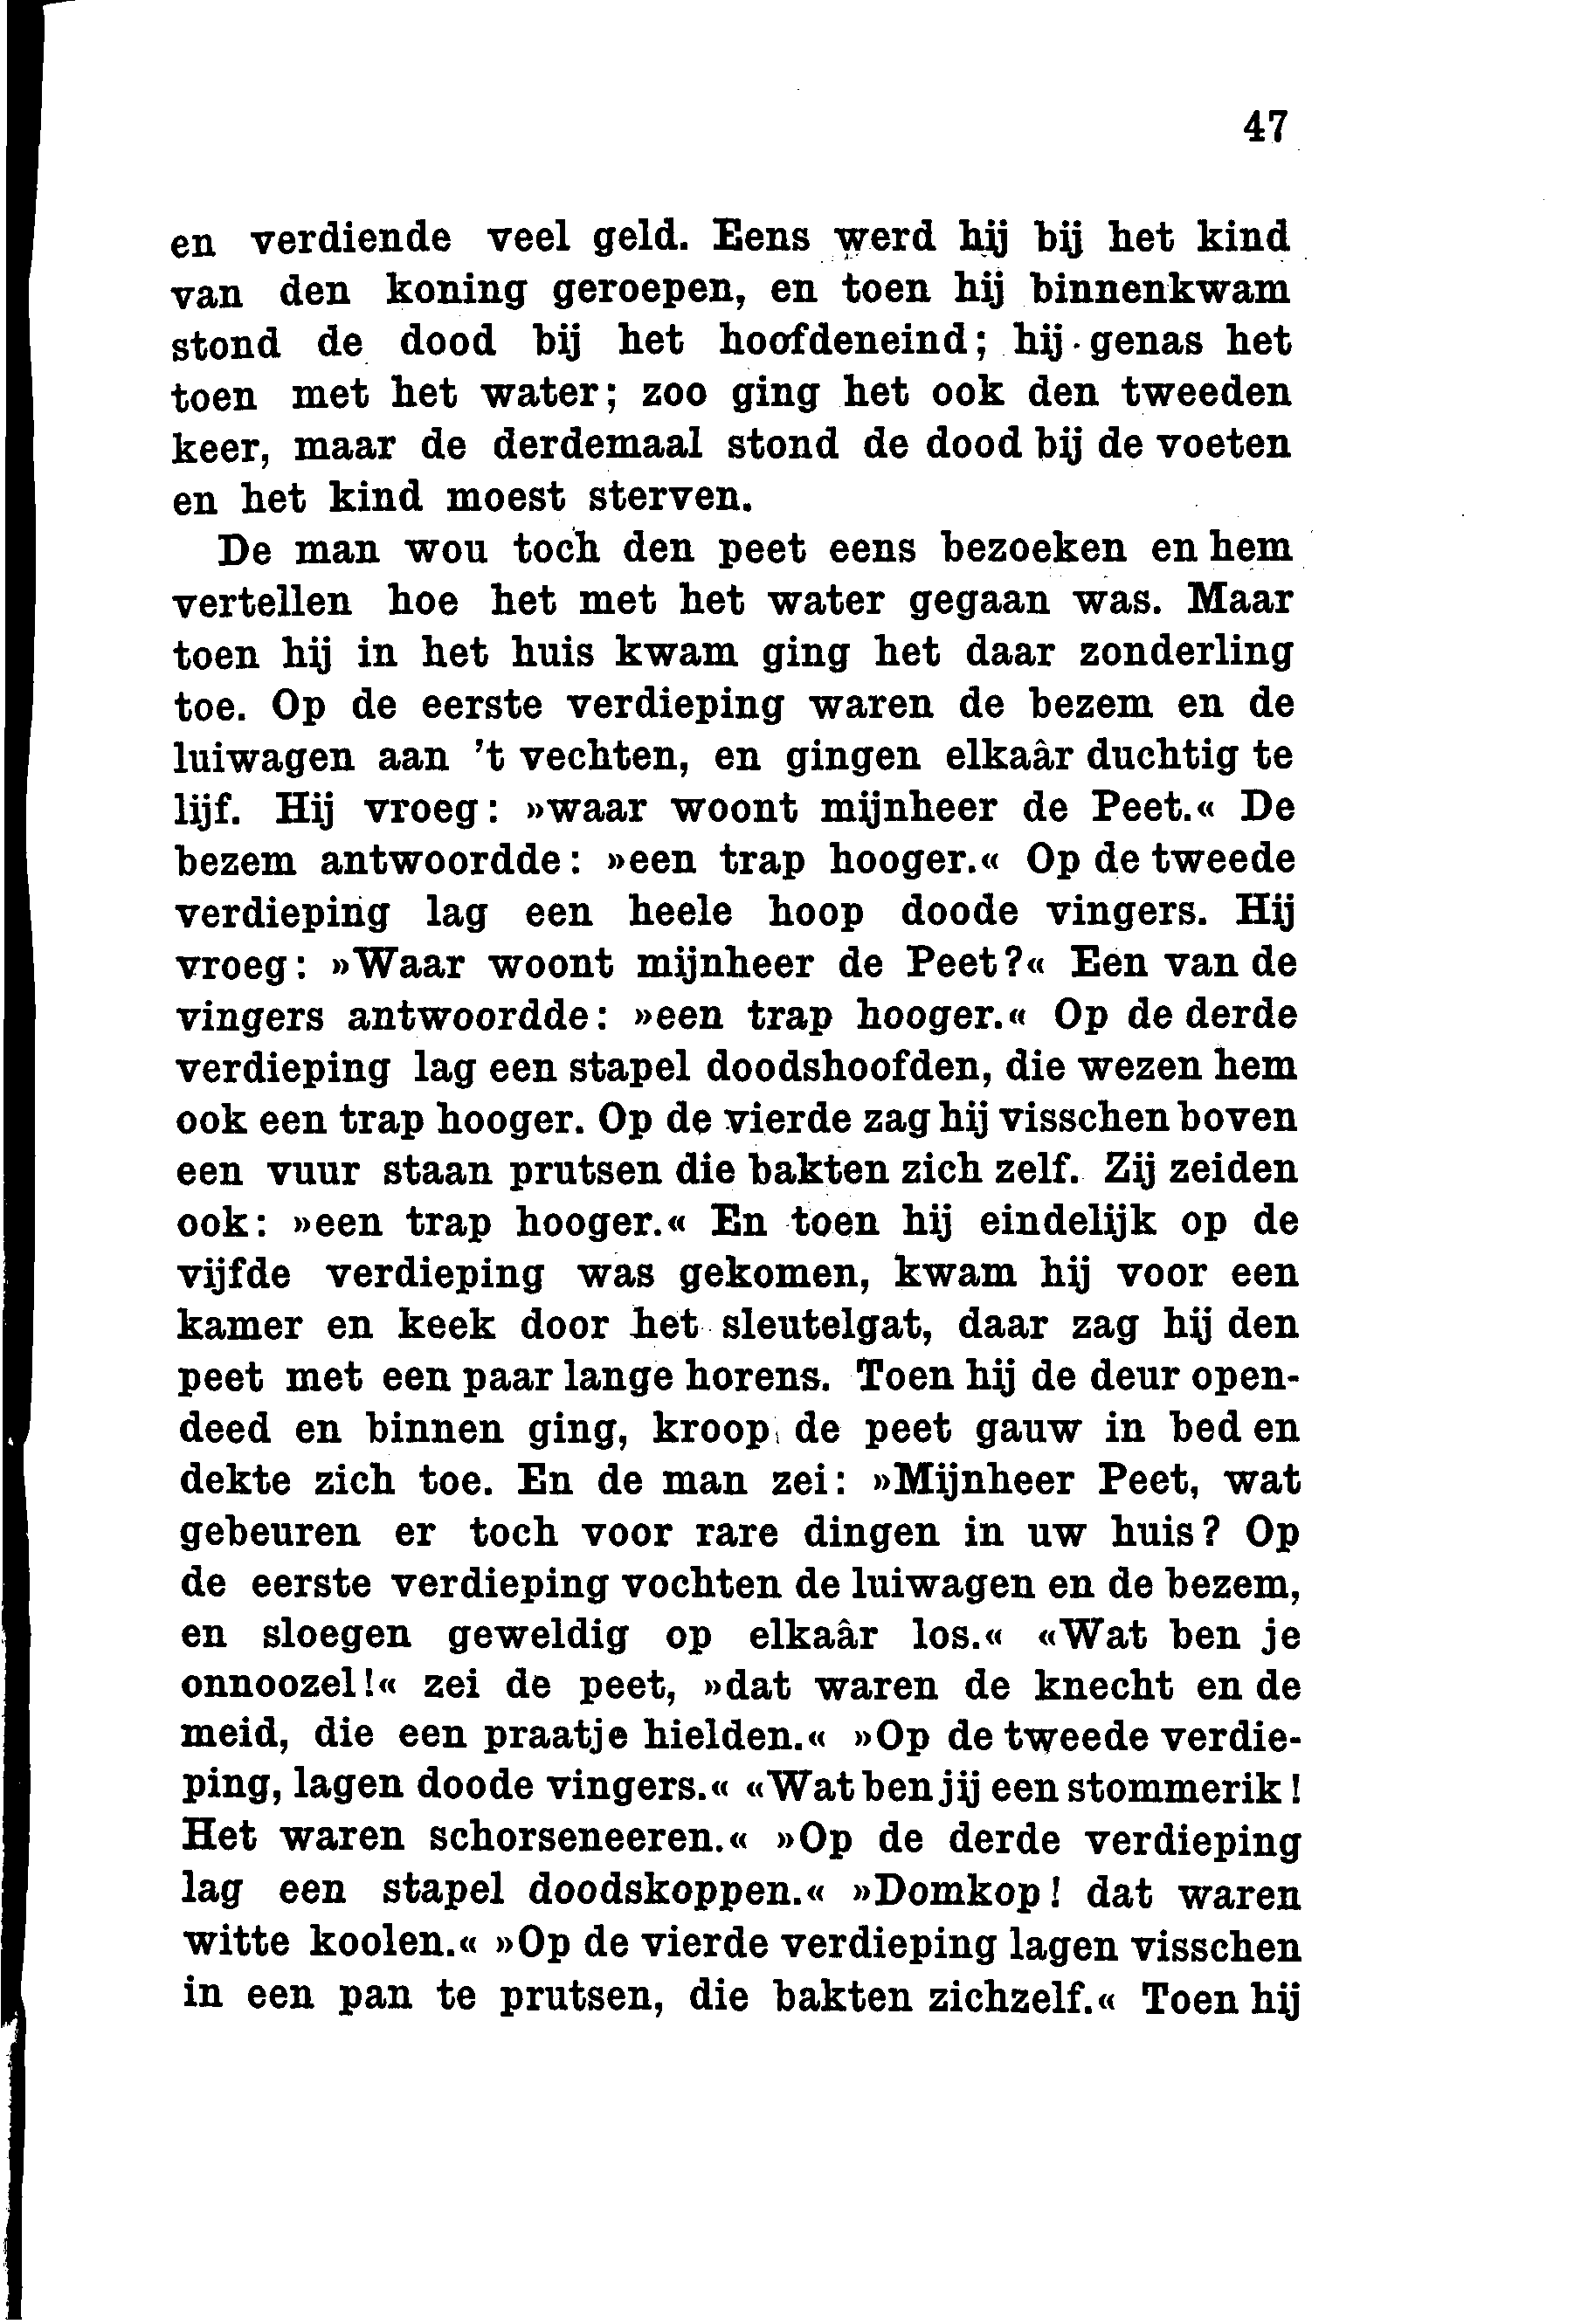 47
en verdiende veel geld. Eens werd hij bij het kind
van den koning geroepen, en toen hij binnenkwam
stond de dood bij het hoofdeneind; hij genas het
toen met het water; zoo ging het ook den tweeden
keer, maar de derdemaal stond de dood bij de voeten
en het kind moest sterven.
De man wou toch den peet eens bezoeken en hem
vertellen hoe het met het water gegaan was. Maar
toen hij in het huis kwam ging het daar zonderling
toe. Op de eerste verdieping waren de bezem en de
luiwagen aan 't vechten, en gingen elkaâr duchtig te
lijf. Hij vroeg: »waar woont mijnheer de Peet.« De
bezem antwoordde: »een trap hooger.« Op de tweede
verdieping lag een heele hoop doode vingers. Hij
vroeg: »Waar woont mijnheer de Peet?« Een van de
vingers antwoordde: »een trap hooger.« Op de derde
verdieping lag een stapel doodshoofden, die wezen hem
ook een trap hooger. Op de vierde zag hij visschen boven
een vuur staan prutsen die bakten zich zelf. Zij zeiden
ook: »een trap hooger.« En toen hij eindelijk op de
vijfde verdieping was gekomen, kwam hij voor een
kamer en keek door het sleutelgat, daar zag hij den
peet met een paar lange horens. Toen hij de deur open-
deed en binnen ging, kroop de peet gauw in bed en
dekte zich toe. En de man zei: »Mijnheer Peet, wat
gebeuren er toch voor rare dingen in uw huis? Op
de eerste verdieping vochten de luiwagen en de bezem,
en sloegen geweldig op elkaâr los.« «Wat ben je
onnoozel!« zei de peet, »dat waren de knecht en de
meid, die een praatje hielden.« »Op de tweede verdie-
ping, lagen doode vingers.« «Wat ben jij een stommerik!
Het waren schorseneeren.« »Op de derde verdieping
lag een stapel doodskoppen.« »Domkop! dat waren
witte koolen.« »Op de vierde verdieping lagen visschen
in een pan te prutsen, die bakten zichzelf.« Toen hij